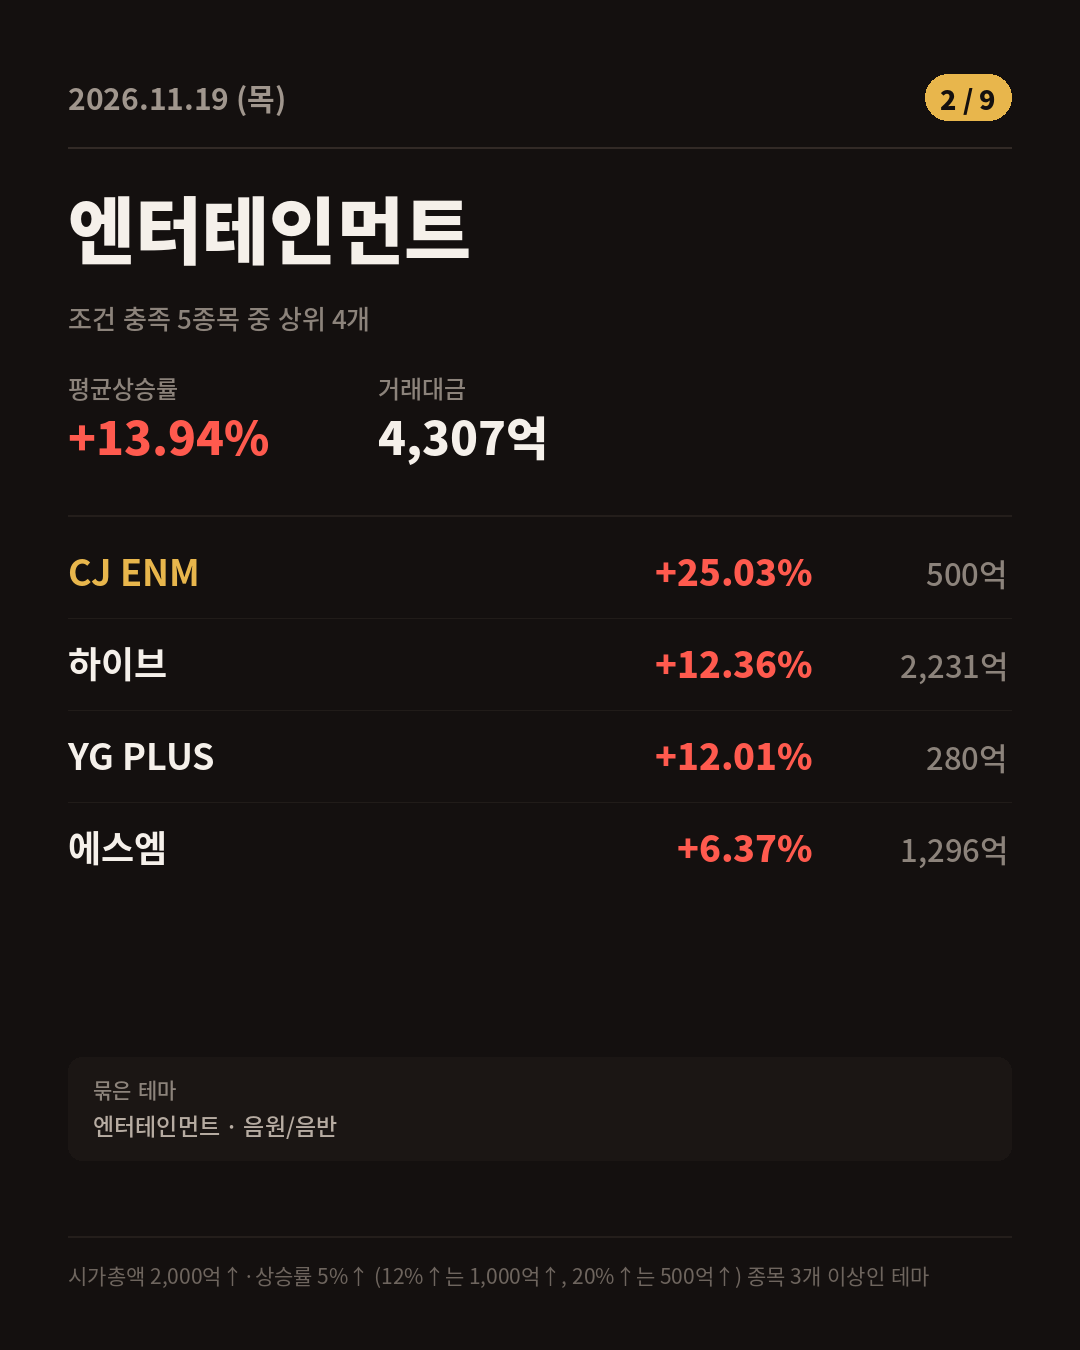 2026.11.19 (목)
2 / 9
엔터테인먼트
조건 충족 5종목 중 상위 4개
평균상승률 거래대금
+13.94% 4,307억
CJ ENM +25.03% 500억
하이브 +12.36% 2,231억
YG PLUS +12.01% 280억
에스엠 +6.37% 1,296억
묶은 테마
엔터테인먼트 · 음원/음반
시가총액 2,000억↑ · 상승률 5%↑ (12%↑는 1,000억↑, 20%↑는 500억↑) 종목 3개 이상인 테마